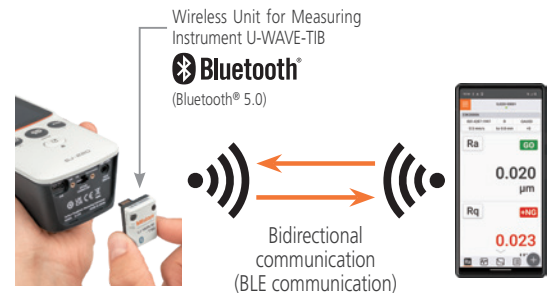 Wireless Unit for Measuring
Instrument U-WAVE-TIB
Bluetooth®
(Bluetooth® 5.0)
Ra
GO
0.020
µm
Rq
+NG
0.023
Bidirectional
communication
(BLE communication)